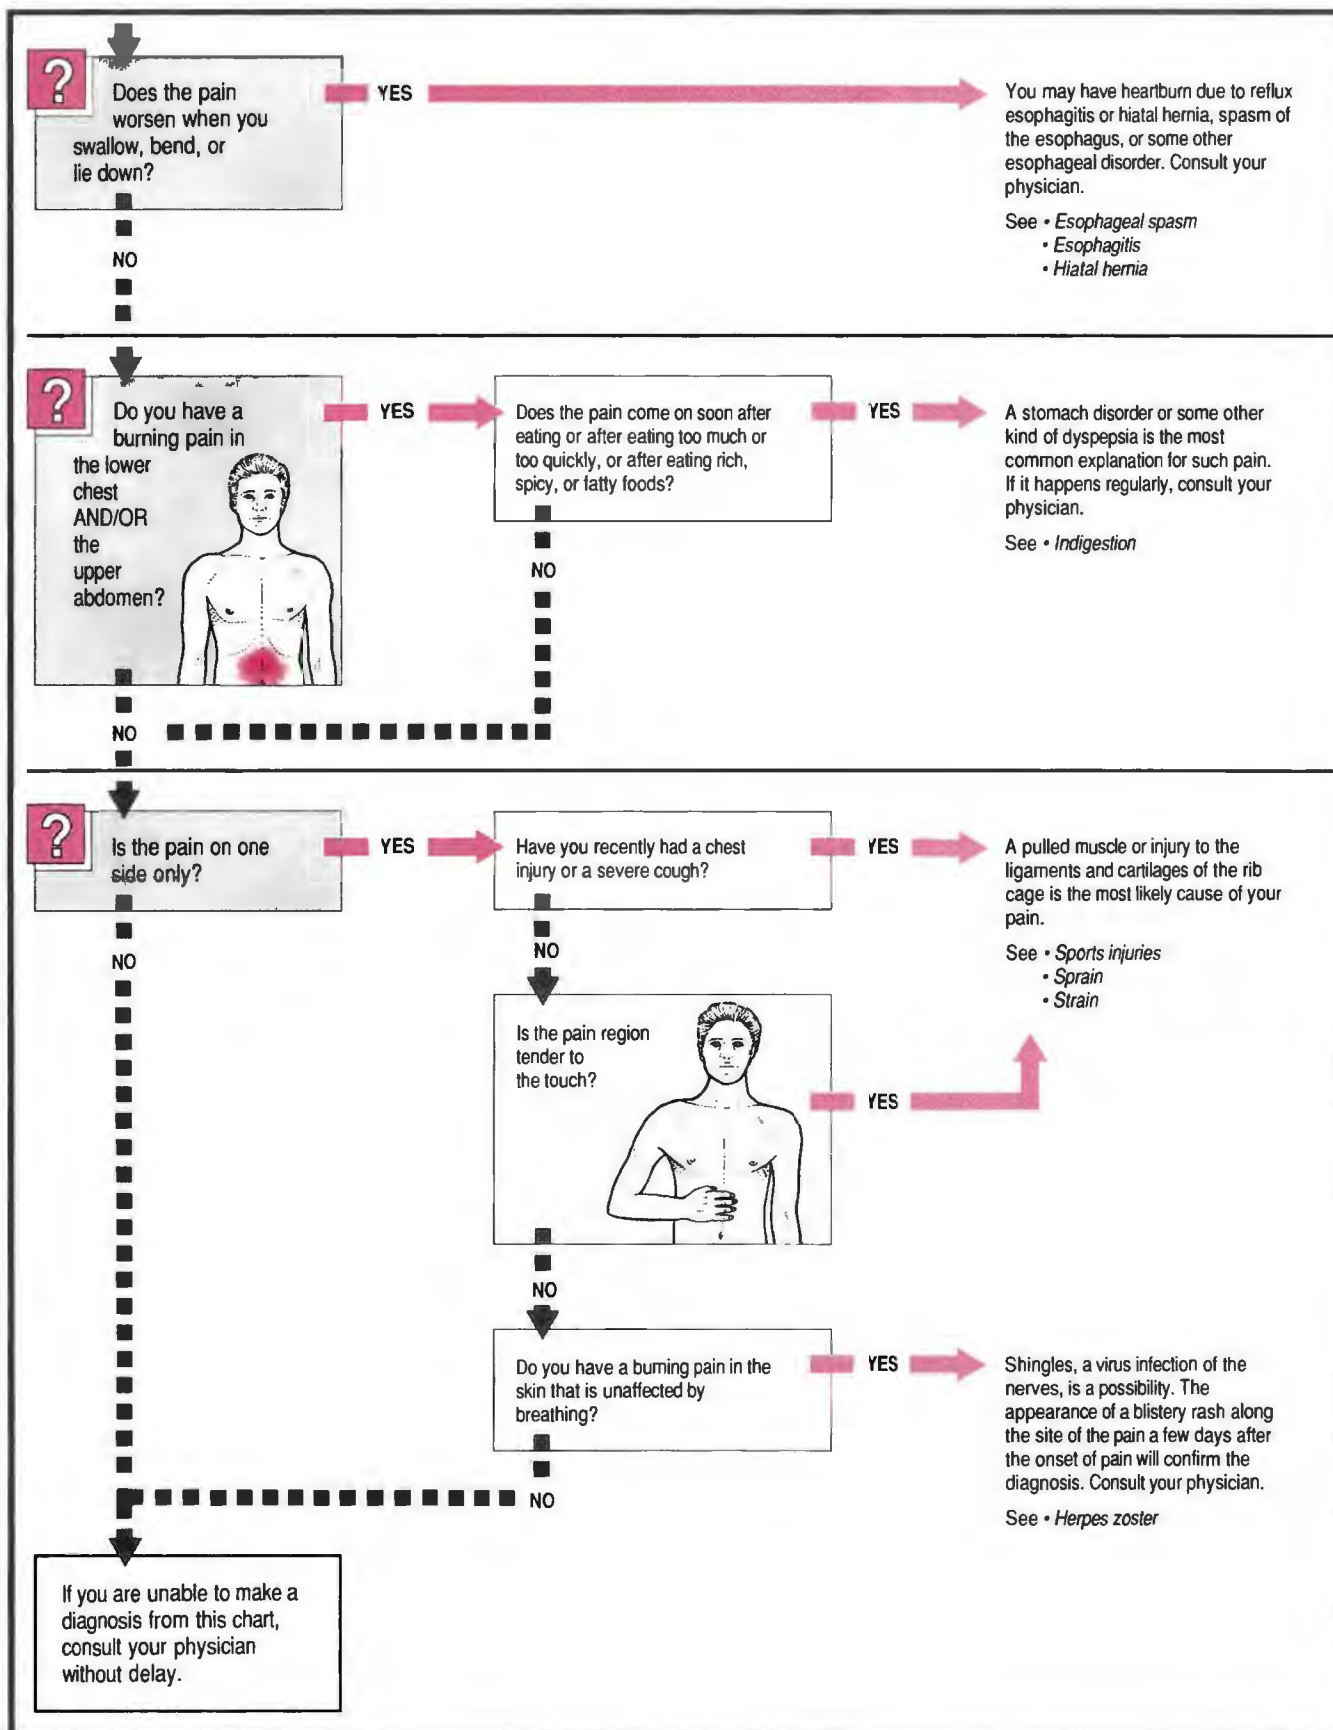 ?
Does the pain
worsen when you
swallow, bend, or
lie down?
YES
You may have heartburn due to reflux
esophagitis or hiatal hernia, spasm of
the esophagus, or some other
esophageal disorder. Consult your
physician.
See • Esophageal spasm
• Esophagitis
• Hiatal hernia
NO
?
Do you have a
burning pain in
the lower
chest
AND/OR
the
upper
abdomen?
YES
Does the pain come on soon after
eating or after eating too much or
too quickly, or after eating rich,
spicy, or fatty foods?
YES
A stomach disorder or some other
kind of dyspepsia is the most
common explanation for such pain.
If it happens regularly, consult your
physician.
See • Indigestion
NO
NO
?
Is the pain on one
side only?
YES
Have you recently had a chest
injury or a severe cough?
YES
A pulled muscle or injury to the
ligaments and cartilages of the rib
cage is the most likely cause of your
pain.
See • Sports injuries
• Sprain
• Strain
NO
NO
Is the pain region
tender to
the touch?
YES
NO
Do you have a burning pain in the
skin that is unaffected by
breathing?
YES
Shingles, a virus infection of the
nerves, is a possibility. The
appearance of a blistery rash along
the site of the pain a few days after
the onset of pain will confirm the
diagnosis. Consult your physician.
See • Herpes zoster
NO
If you are unable to make a
diagnosis from this chart,
consult your physician
without delay.